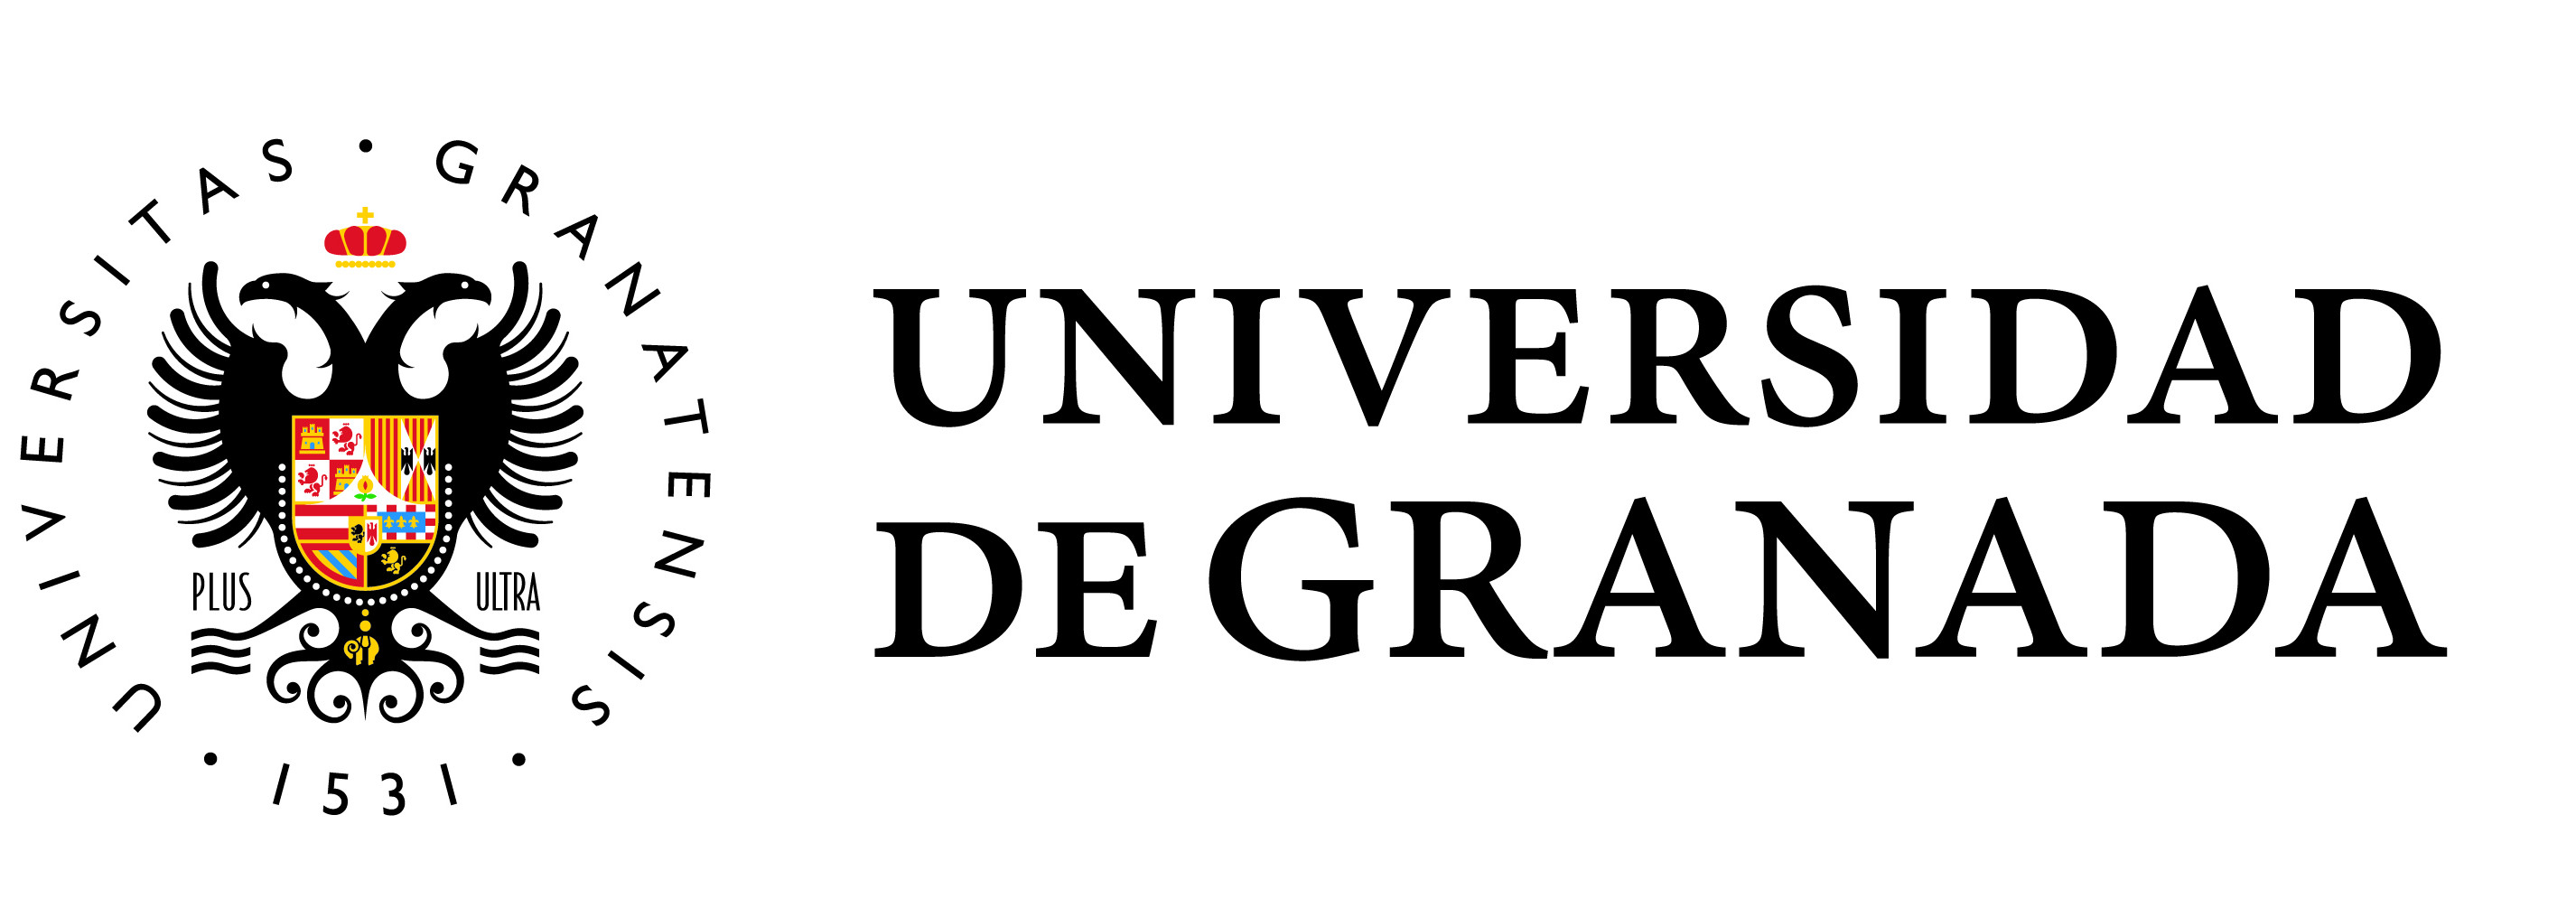 UNIVERSITAS · GRANATENSIS
· 1531 ·
PLUS ULTRA
UNIVERSIDAD
DE GRANADA